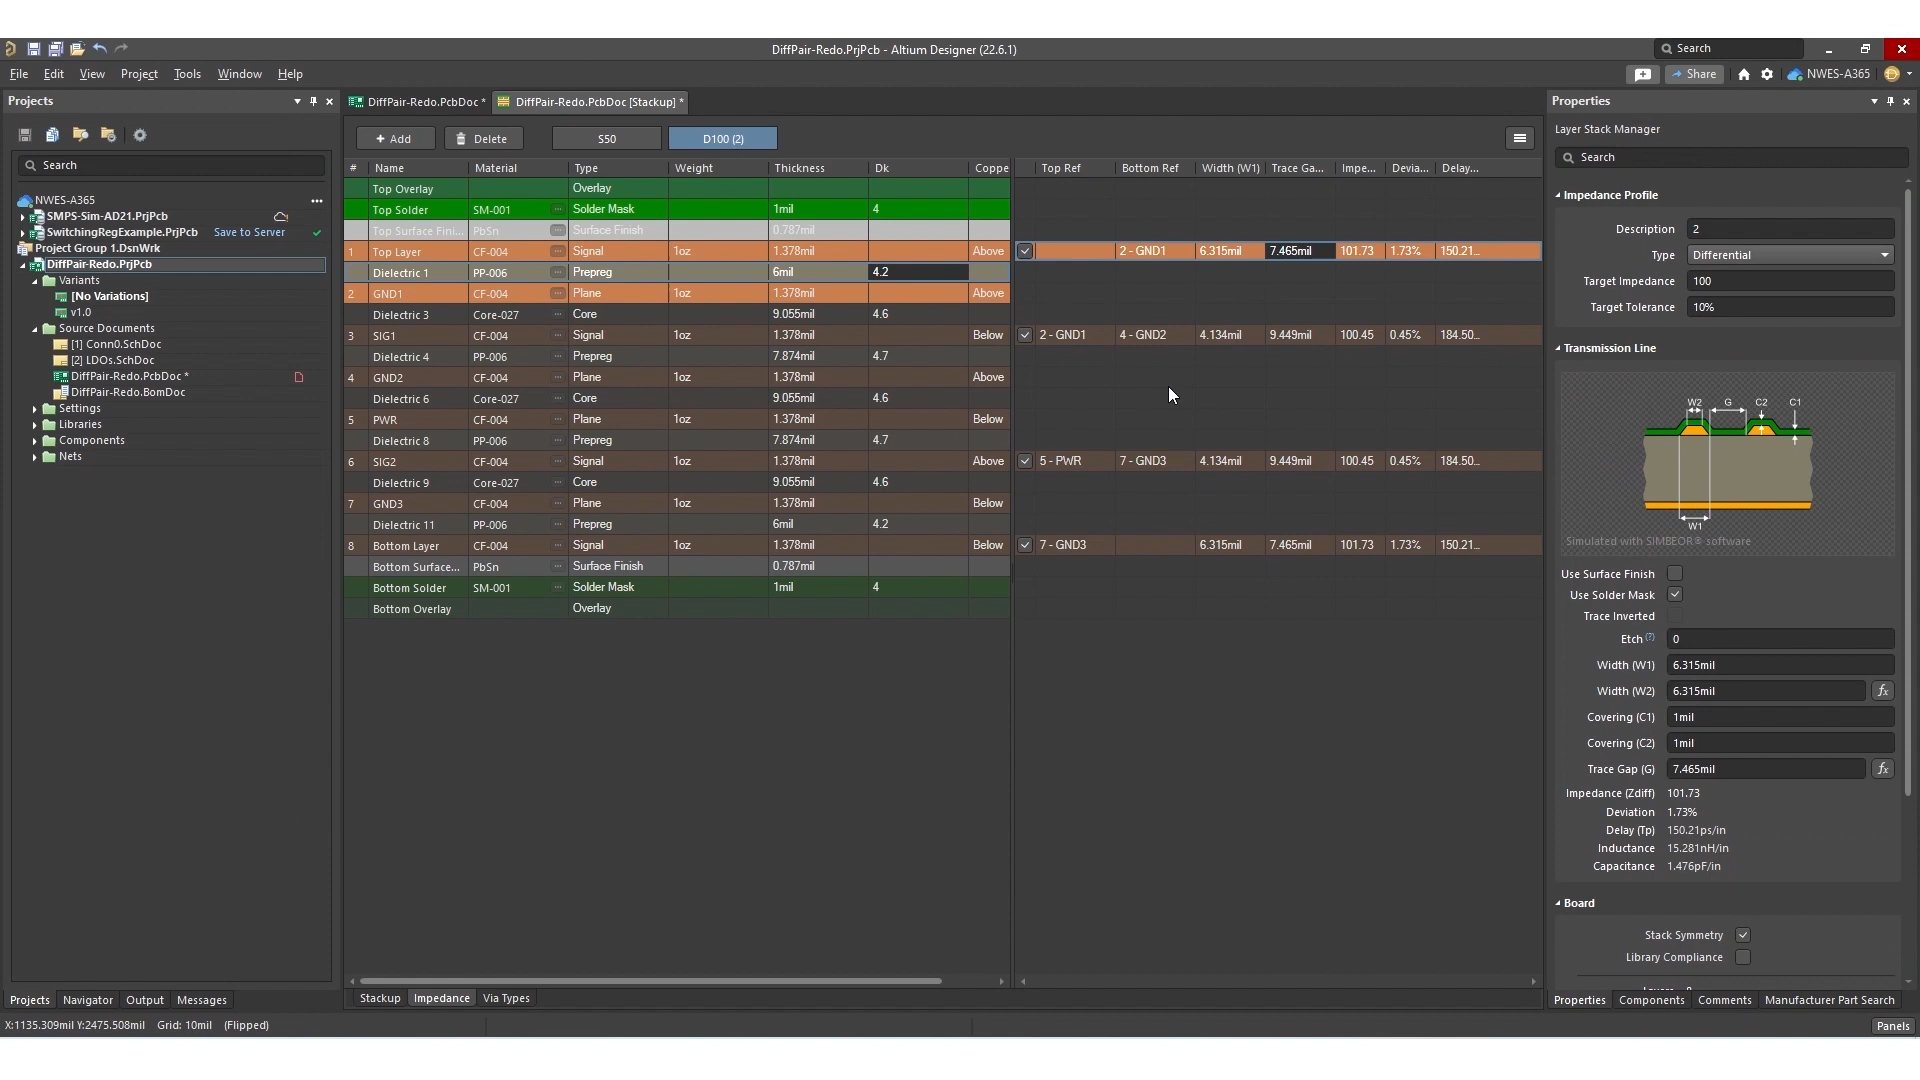 DiffPair-Redo.PrjPcb - Altium Designer (22.6.1)
Search
File Edit View Project Tools Window Help
Share NWES-A365
Projects
DiffPair-Redo.PcbDoc * DiffPair-Redo.PcbDoc [Stackup] *
Properties
Layer Stack Manager
+ Add Delete S50 D100 (2)
Search
Search
NWES-A365
SMPS-Sim-AD21.PrjPcb
SwitchingRegExample.PrjPcb Save to Server
Project Group 1.DsnWrk
DiffPair-Redo.PrjPcb
Variants
[No Variations]
v1.0
Source Documents
[1] Conn0.SchDoc
[2] LDOs.SchDoc
DiffPair-Redo.PcbDoc *
DiffPair-Redo.BomDoc
Settings
Libraries
Components
Nets
# Name Material Type Weight Thickness Dk Coppe Top Ref Bottom Ref Width (W1) Trace Ga... Impe... Devia... Delay...
Top Overlay Overlay
Top Solder SM-001 Solder Mask 1mil 4
Top Surface Fini... PbSn Surface Finish 0.787mil
1 Top Layer CF-004 Signal 1oz 1.378mil Above 2 - GND1 6.315mil 7.465mil 101.73 1.73% 150.21...
Dielectric 1 PP-006 Prepreg 6mil 4.2
2 GND1 CF-004 Plane 1oz 1.378mil Above
Dielectric 3 Core-027 Core 9.055mil 4.6
3 SIG1 CF-004 Signal 1oz 1.378mil Below 2 - GND1 4 - GND2 4.134mil 9.449mil 100.45 0.45% 184.50...
Dielectric 4 PP-006 Prepreg 7.874mil 4.7
4 GND2 CF-004 Plane 1oz 1.378mil Above
Dielectric 6 Core-027 Core 9.055mil 4.6
5 PWR CF-004 Plane 1oz 1.378mil Below
Dielectric 8 PP-006 Prepreg 7.874mil 4.7
6 SIG2 CF-004 Signal 1oz 1.378mil Above 5 - PWR 7 - GND3 4.134mil 9.449mil 100.45 0.45% 184.50...
Dielectric 9 Core-027 Core 9.055mil 4.6
7 GND3 CF-004 Plane 1oz 1.378mil Below
Dielectric 11 PP-006 Prepreg 6mil 4.2
8 Bottom Layer CF-004 Signal 1oz 1.378mil Below 7 - GND3 6.315mil 7.465mil 101.73 1.73% 150.21...
Bottom Surface... PbSn Surface Finish 0.787mil
Bottom Solder SM-001 Solder Mask 1mil 4
Bottom Overlay Overlay
Impedance Profile
Description 2
Type Differential
Target Impedance 100
Target Tolerance 10%
Transmission Line
W2 G C2 C1
W1
Simulated with SIMBEOR® software
Use Surface Finish
Use Solder Mask
Trace Inverted
Etch (?) 0
Width (W1) 6.315mil
Width (W2) 6.315mil fx
Covering (C1) 1mil
Covering (C2) 1mil
Trace Gap (G) 7.465mil fx
Impedance (Zdiff) 101.73
Deviation 1.73%
Delay (Tp) 150.21ps/in
Inductance 15.281nH/in
Capacitance 1.476pF/in
Board
Stack Symmetry
Library Compliance
Projects Navigator Output Messages
Stackup Impedance Via Types
Properties Components Comments Manufacturer Part Search
X:1135.309mil Y:2475.508mil Grid: 10mil (Flipped)
Panels